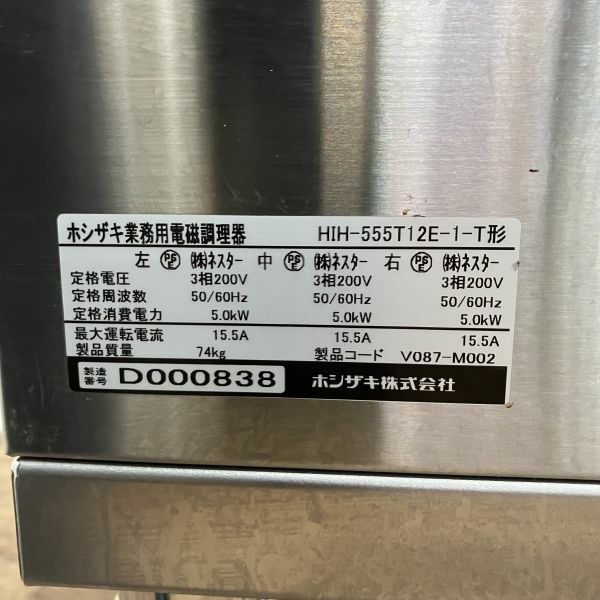 ホシザキ業務用電磁調理器 HIH-555T12E-1-T形
左 PSE ㈱ネスター 中 PSE ㈱ネスター 右 PSE ㈱ネスター
定格電圧 3相200V 3相200V 3相200V
定格周波数 50/60Hz 50/60Hz 50/60Hz
定格消費電力 5.0kW 5.0kW 5.0kW
最大運転電流 15.5A 15.5A 15.5A
製品質量 74kg 製品コード V087-M002
製造番号 D000838 ホシザキ株式会社